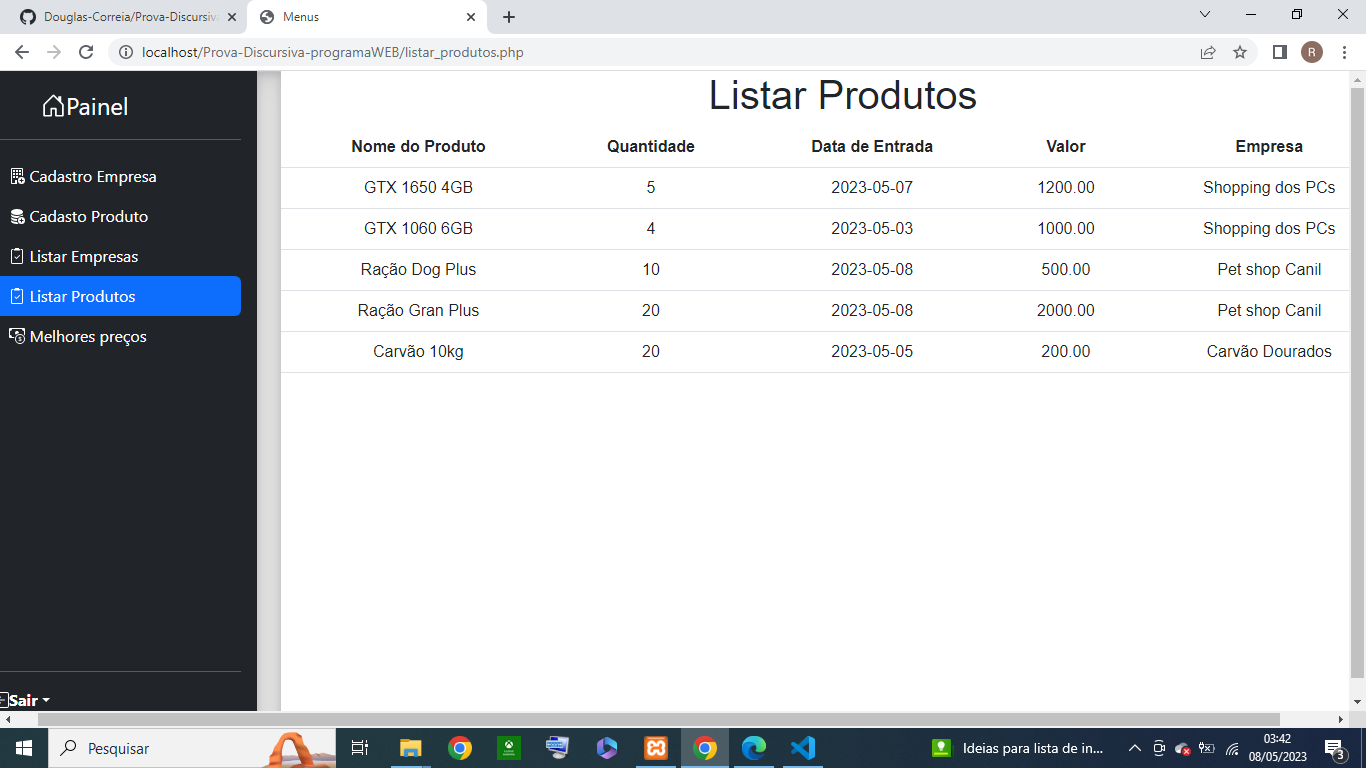 Douglas-Correia/Prova-Discursiv
Menus
localhost/Prova-Discursiva-programaWEB/listar_produtos.php
R
Painel
Cadastro Empresa
Cadasto Produto
Listar Empresas
Listar Produtos
Melhores preços
Sair
Listar Produtos
Nome do Produto Quantidade Data de Entrada Valor Empresa
GTX 1650 4GB 5 2023-05-07 1200.00 Shopping dos PCs
GTX 1060 6GB 4 2023-05-03 1000.00 Shopping dos PCs
Ração Dog Plus 10 2023-05-08 500.00 Pet shop Canil
Ração Gran Plus 20 2023-05-08 2000.00 Pet shop Canil
Carvão 10kg 20 2023-05-05 200.00 Carvão Dourados
Pesquisar
Ideias para lista de in...
03:42
08/05/2023
3